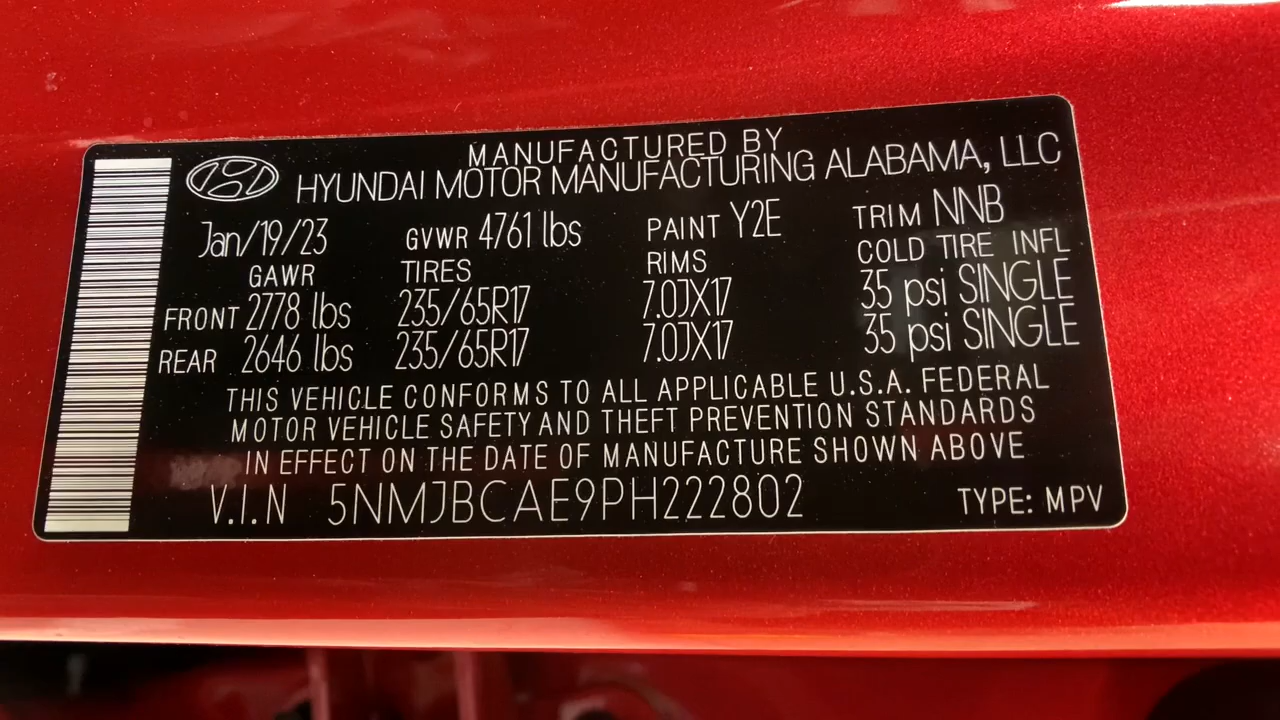 MANUFACTURED BY
HYUNDAI MOTOR MANUFACTURING ALABAMA, LLC
Jan/19/23 GVWR 4761 lbs PAINT Y2E TRIM NNB
GAWR TIRES RIMS COLD TIRE INFL
FRONT 2778 lbs 235/65R17 7.0JX17 35 psi SINGLE
REAR 2646 lbs 235/65R17 7.0JX17 35 psi SINGLE
THIS VEHICLE CONFORMS TO ALL APPLICABLE U.S.A. FEDERAL
MOTOR VEHICLE SAFETY AND THEFT PREVENTION STANDARDS
IN EFFECT ON THE DATE OF MANUFACTURE SHOWN ABOVE
V.I.N 5NMJBCAE9PH222802 TYPE: MPV